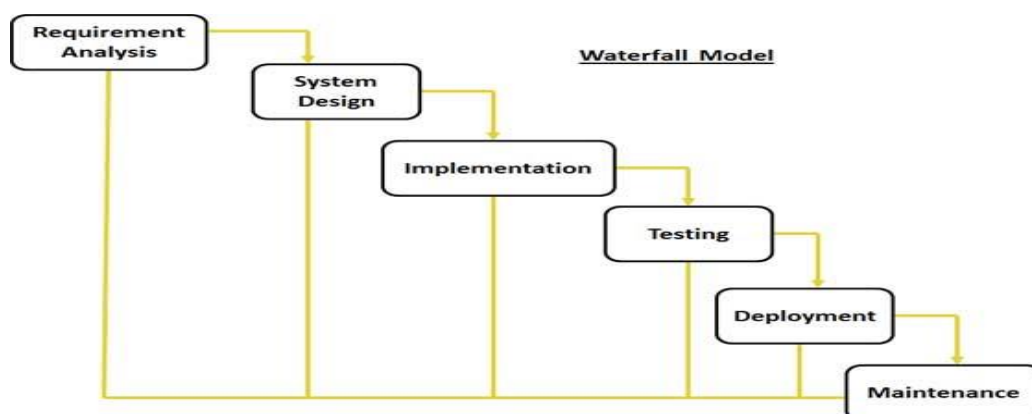 Requirement
Analysis
Waterfall Model
System
Design
Implementation
Testing
Deployment
Maintenance